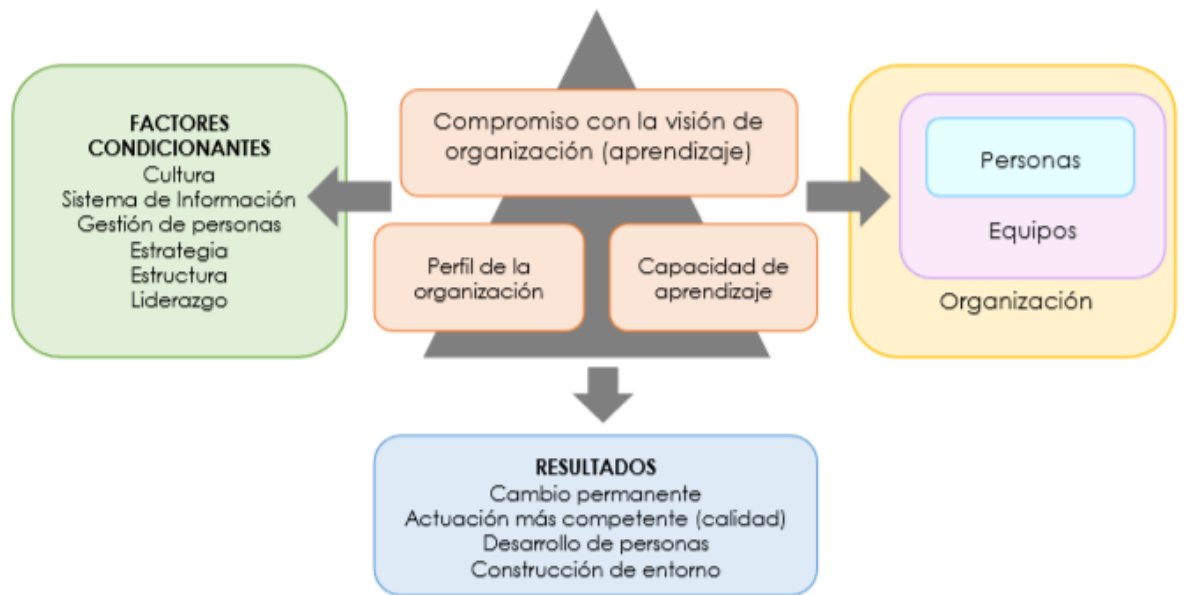 FACTORES
CONDICIONANTES
Cultura
Sistema de Información
Gestión de personas
Estrategia
Estructura
Liderazgo
Compromiso con la visión de
organización (aprendizaje)
Perfil de la
organización
Capacidad de
aprendizaje
Personas
Equipos
Organización
RESULTADOS
Cambio permanente
Actuación más competente (calidad)
Desarrollo de personas
Construcción de entorno